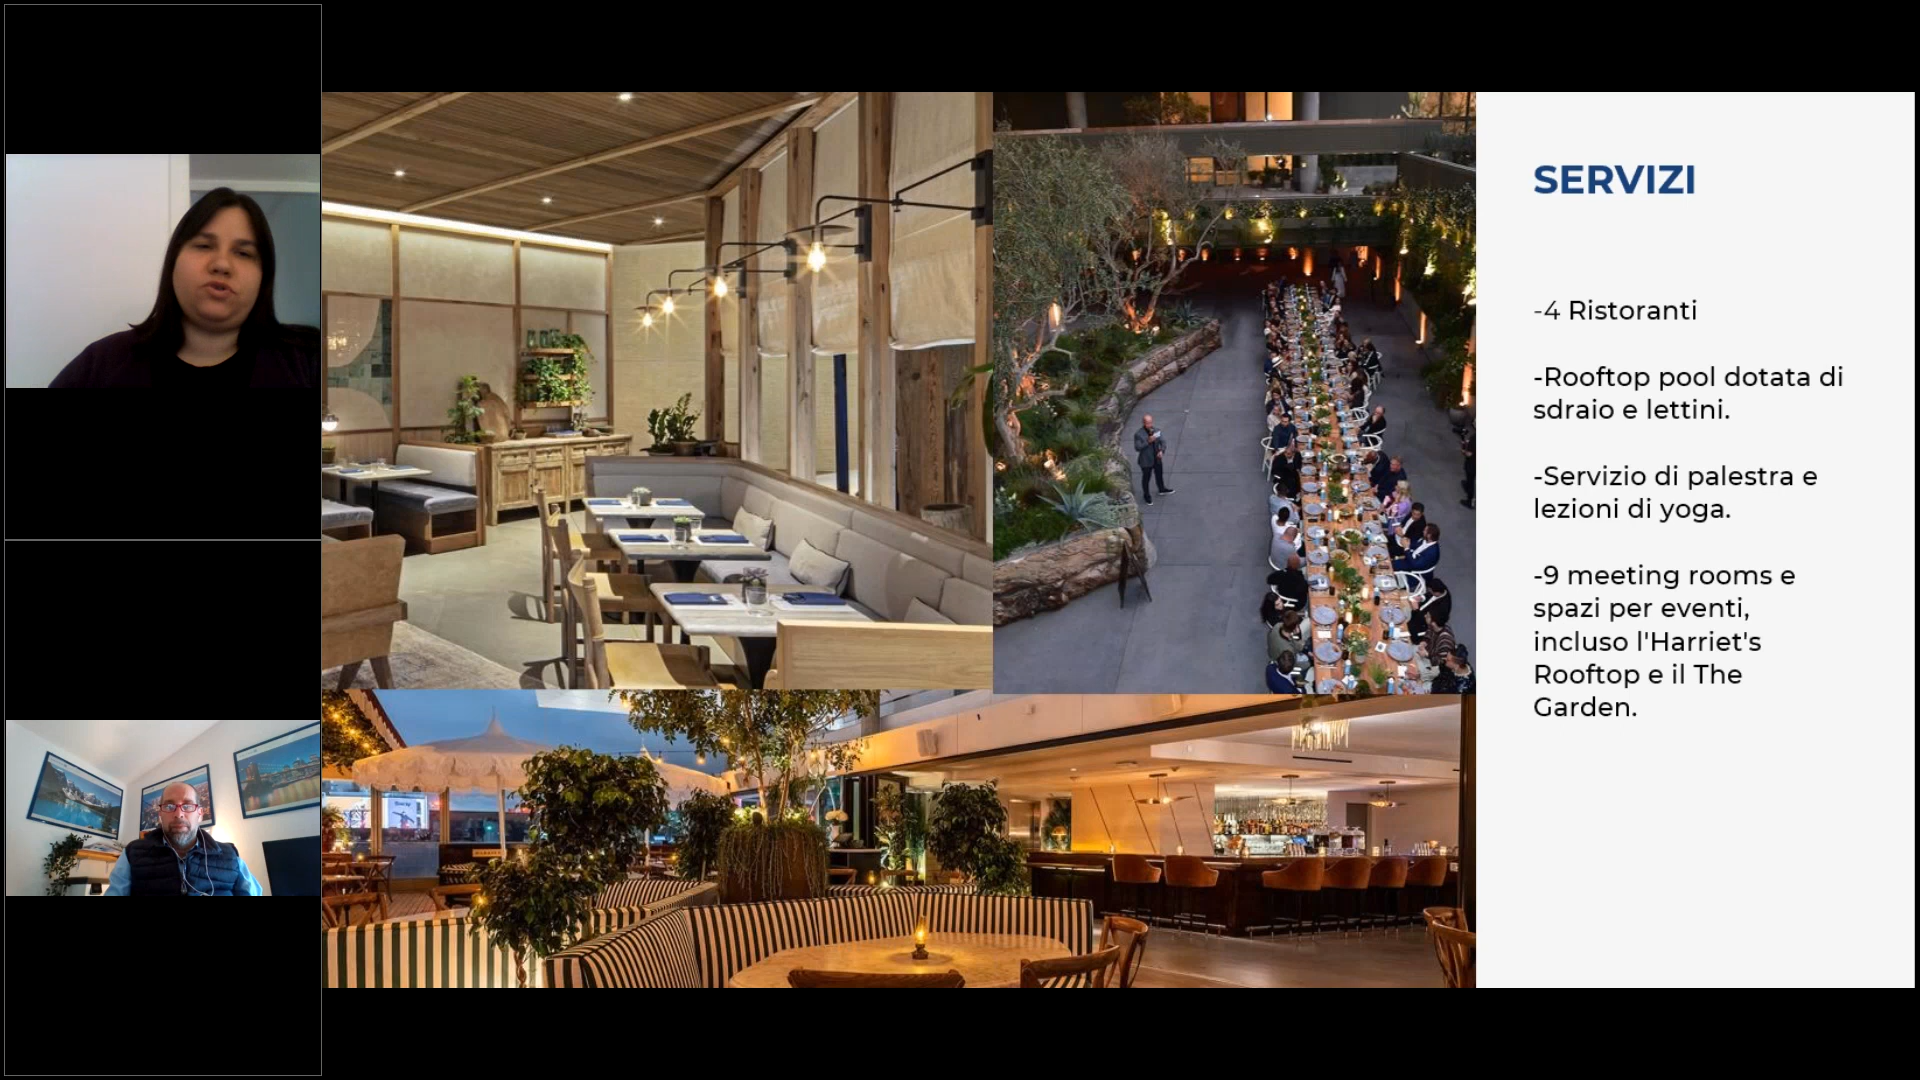 SERVIZI
-4 Ristoranti
-Rooftop pool dotata di
sdraio e lettini.
-Servizio di palestra e
lezioni di yoga.
-9 meeting rooms e
spazi per eventi,
incluso l'Harriet's
Rooftop e il The
Garden.